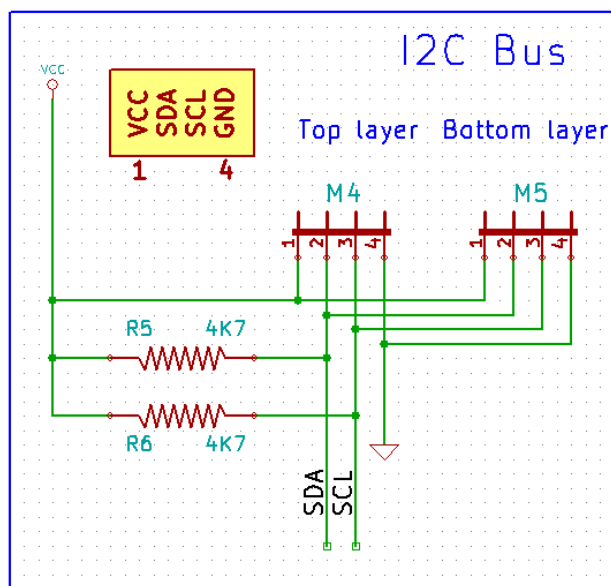 I2C Bus
VCC
VCC
SDA
SCL
GND
1 4
Top layer Bottom layer
M4 M5
1 2 3 4 1 2 3 4
R5 4K7
R6 4K7
SDA
SCL